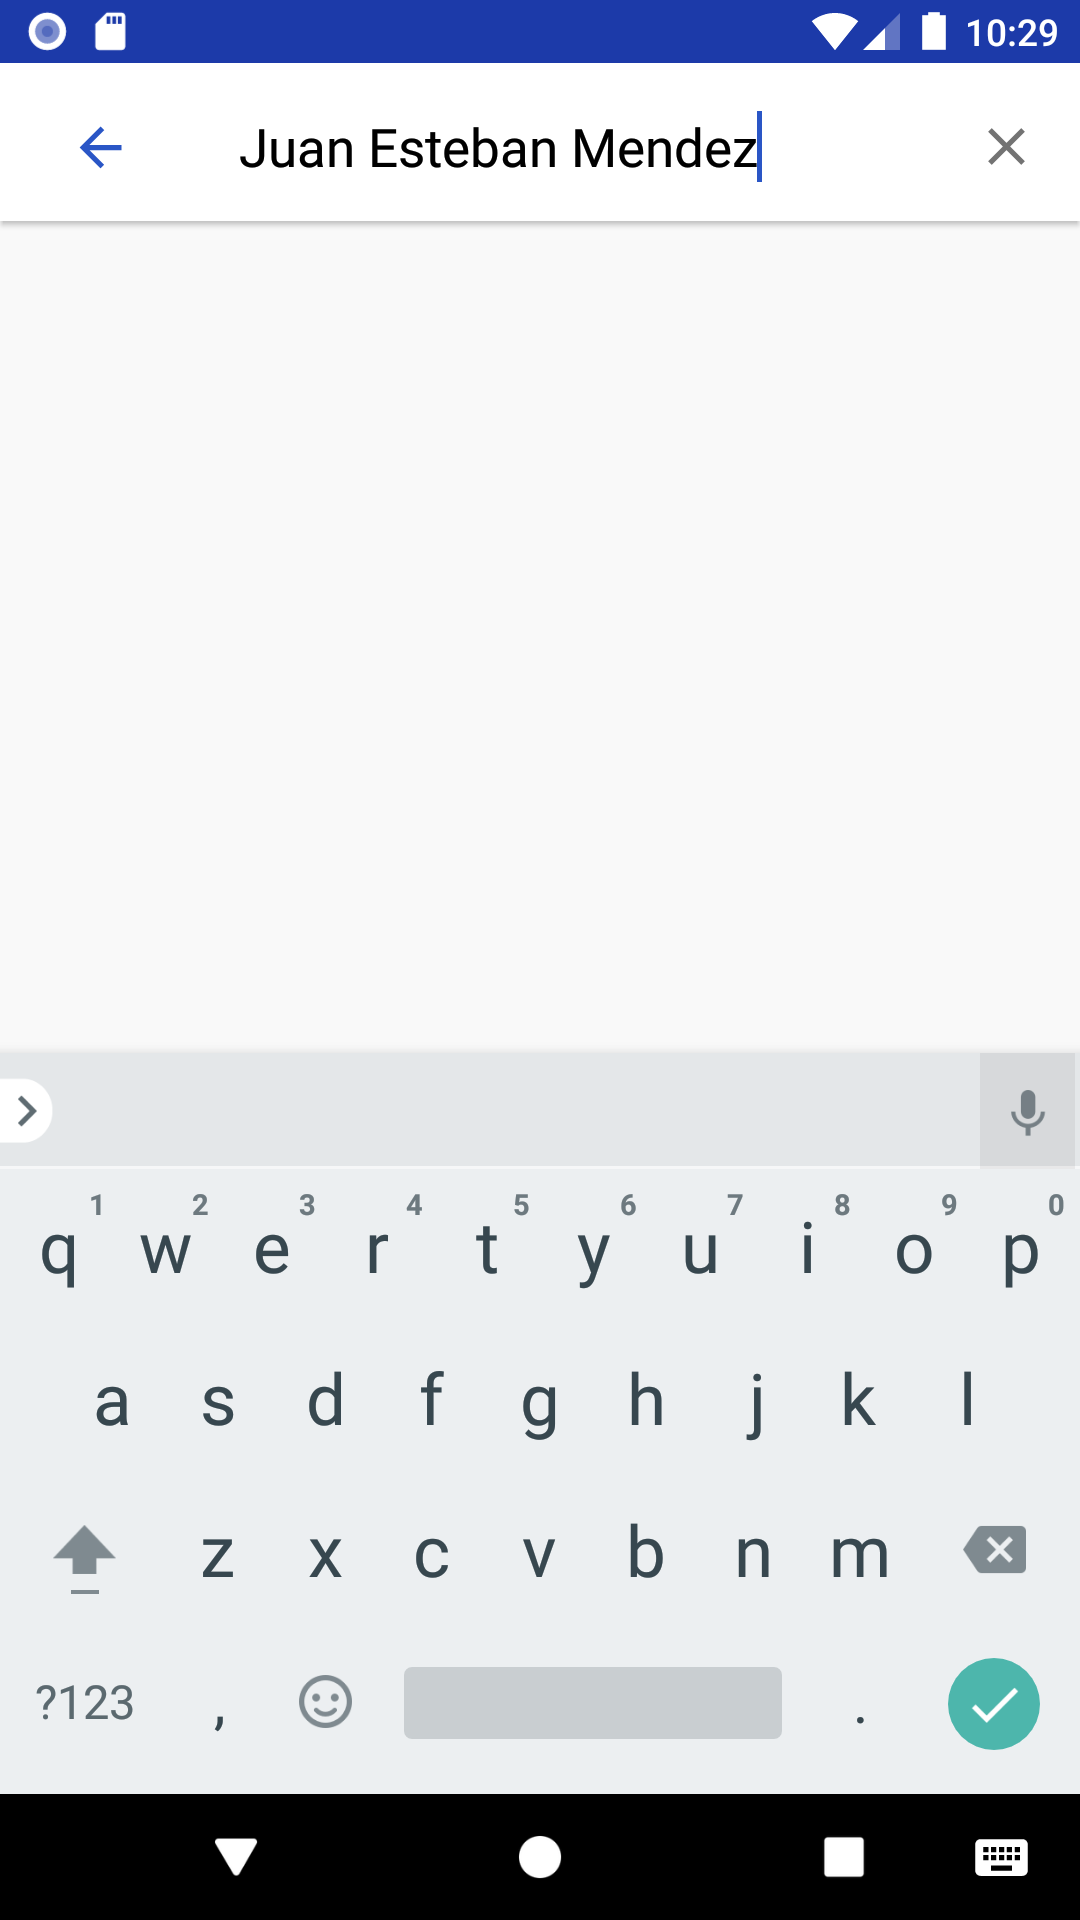 10:29
Juan Esteban Mendez
1 2 3 4 5 6 7 8 9 0
q w e r t y u i o p
a s d f g h j k l
z x c v b n m
?123 , .